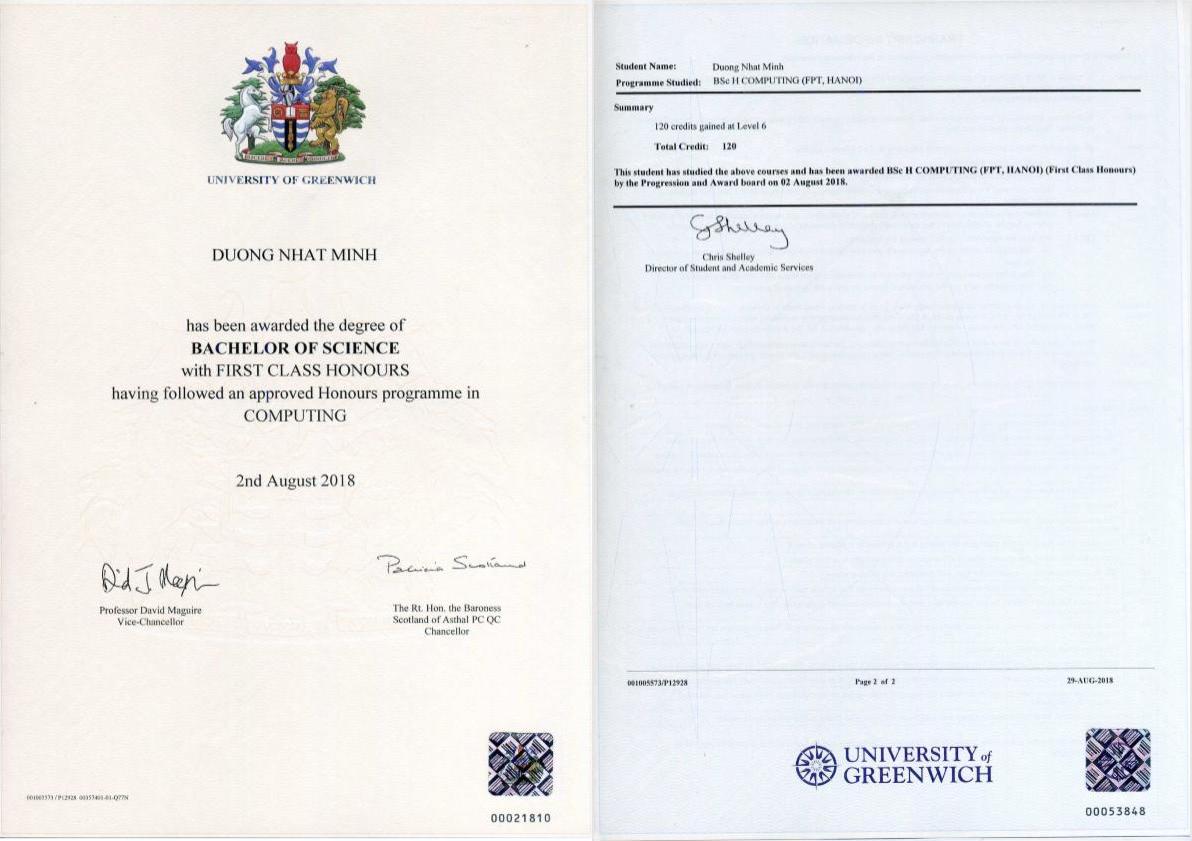 UNIVERSITY OF GREENWICH
DUONG NHAT MINH
has been awarded the degree of
BACHELOR OF SCIENCE
with FIRST CLASS HONOURS
having followed an approved Honours programme in
COMPUTING
2nd August 2018
Professor David Maguire
Vice-Chancellor
The Rt. Hon. the Baroness
Scotland of Asthal PC QC
Chancellor
00021810
Student Name: Duong Nhat Minh
Programme Studied: BSc H COMPUTING (FPT, HANOI)
Summary
120 credits gained at Level 6
Total Credit: 120
This student has studied the above courses and has been awarded BSc H COMPUTING (FPT, HANOI) (First Class Honours)
by the Progression and Award board on 02 August 2018.
Chris Shelley
Director of Student and Academic Services
001005573/P12928
Page 2 of 2
29-AUG-2018
UNIVERSITY of
GREENWICH
00053848